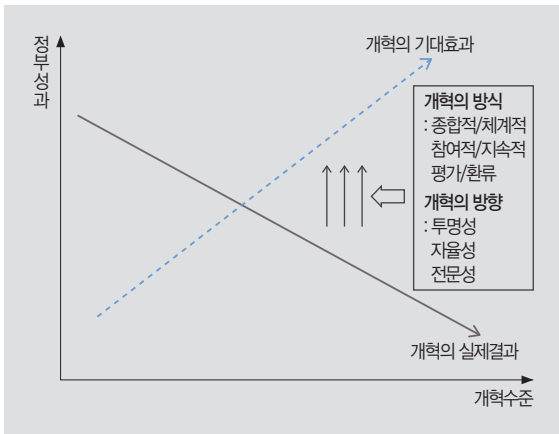 정부성과
개혁의 기대효과
개혁의 방식
: 종합적/체계적
참여적/지속적
평가/환류
개혁의 방향
: 투명성
자율성
전문성
개혁의 실제결과
개혁수준